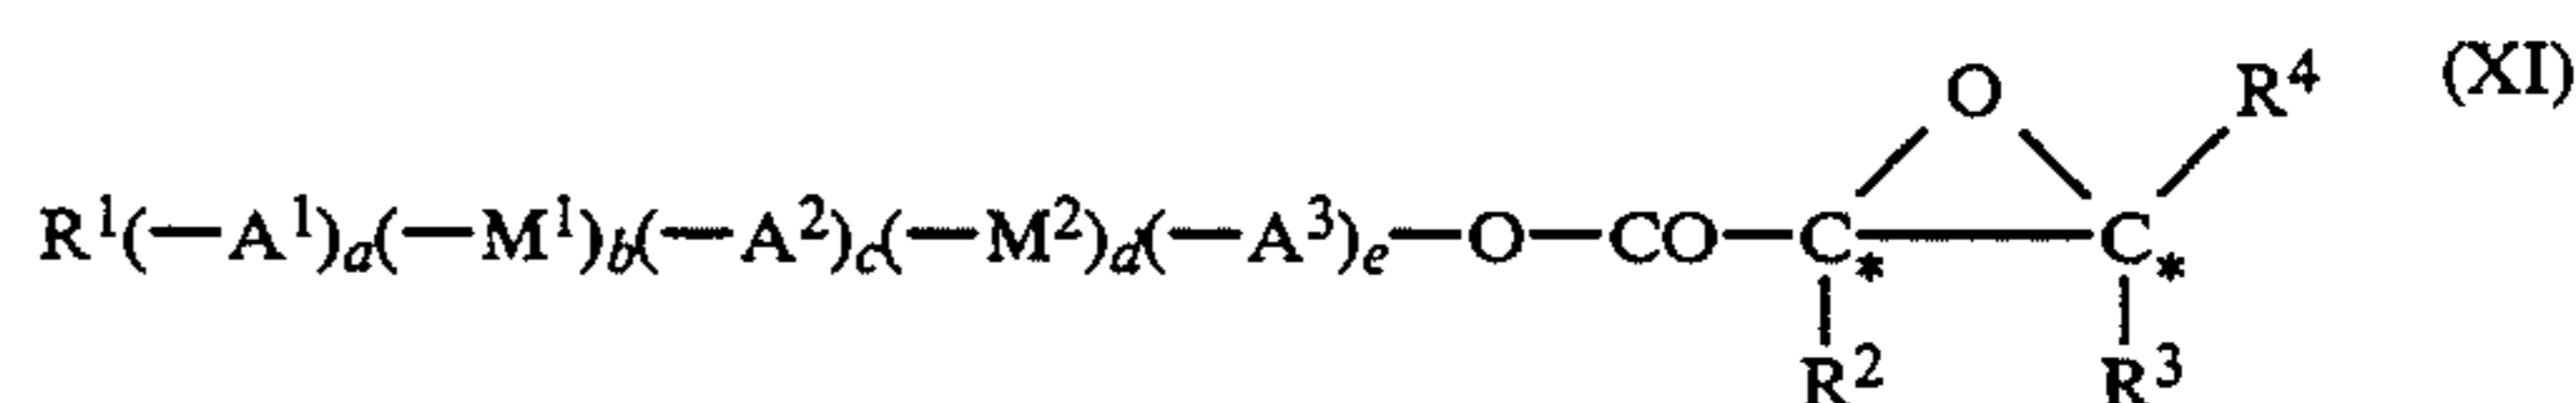 O R⁴ (XI)
R¹(—A¹)ₐ(—M¹)b(—A²)c(—M²)d(—A³)e—O—CO—C*—C*
R² R³